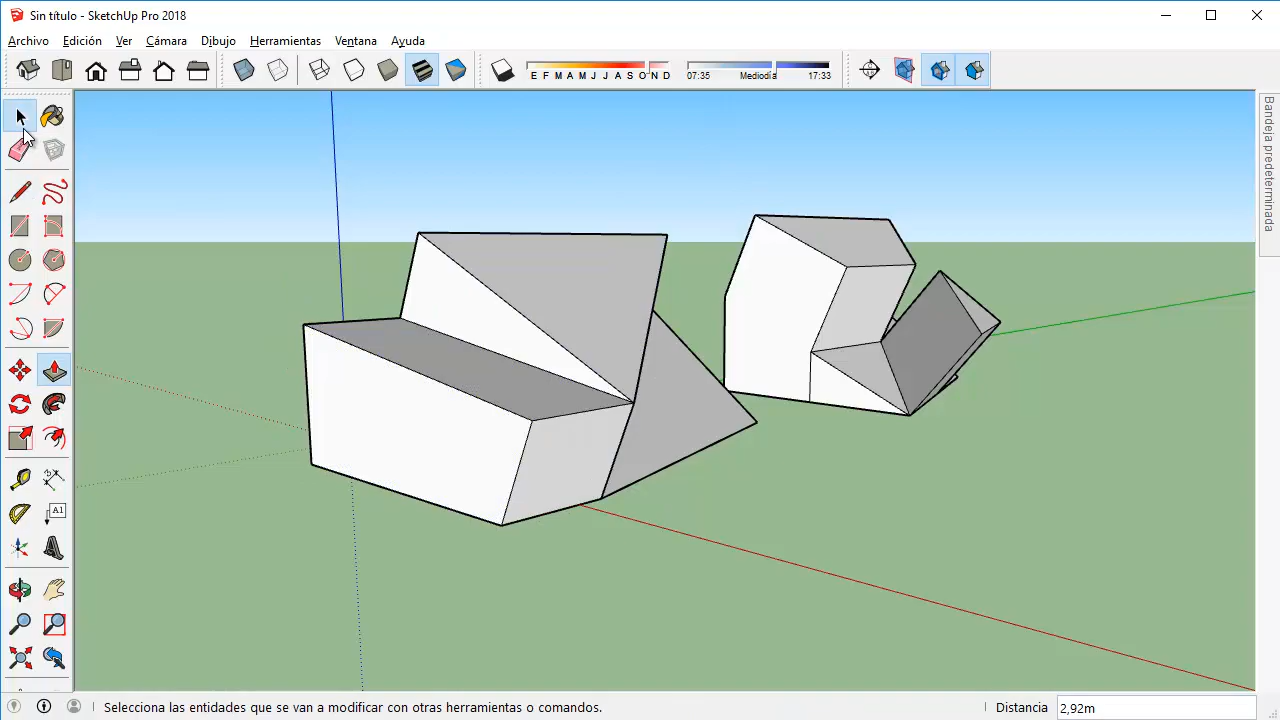 Sin título - SketchUp Pro 2018
Archivo Edición Ver Cámara Dibujo Herramientas Ventana Ayuda
E F M A M J J A S O N D 07:35 Mediodía 17:33
Bandeja predeterminada
A1
Selecciona las entidades que se van a modificar con otras herramientas o comandos. Distancia 2,92m